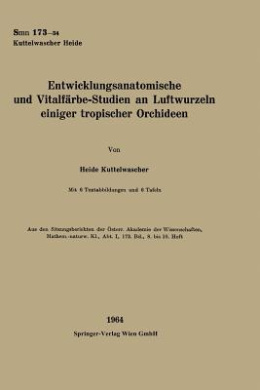 Smn 173–24
Kuttelwascher Heide
Entwicklungsanatomische
und Vitalfärbe-Studien an Luftwurzeln
einiger tropischer Orchideen
Von
Heide Kuttelwascher
Mit 6 Textabbildungen und 6 Tafeln
Aus den Sitzungsberichten der Österr. Akademie der Wissenschaften,
Mathem.-naturw. Kl., Abt. I, 173. Bd., 8. bis 10. Heft
1964
Springer-Verlag Wien GmbH